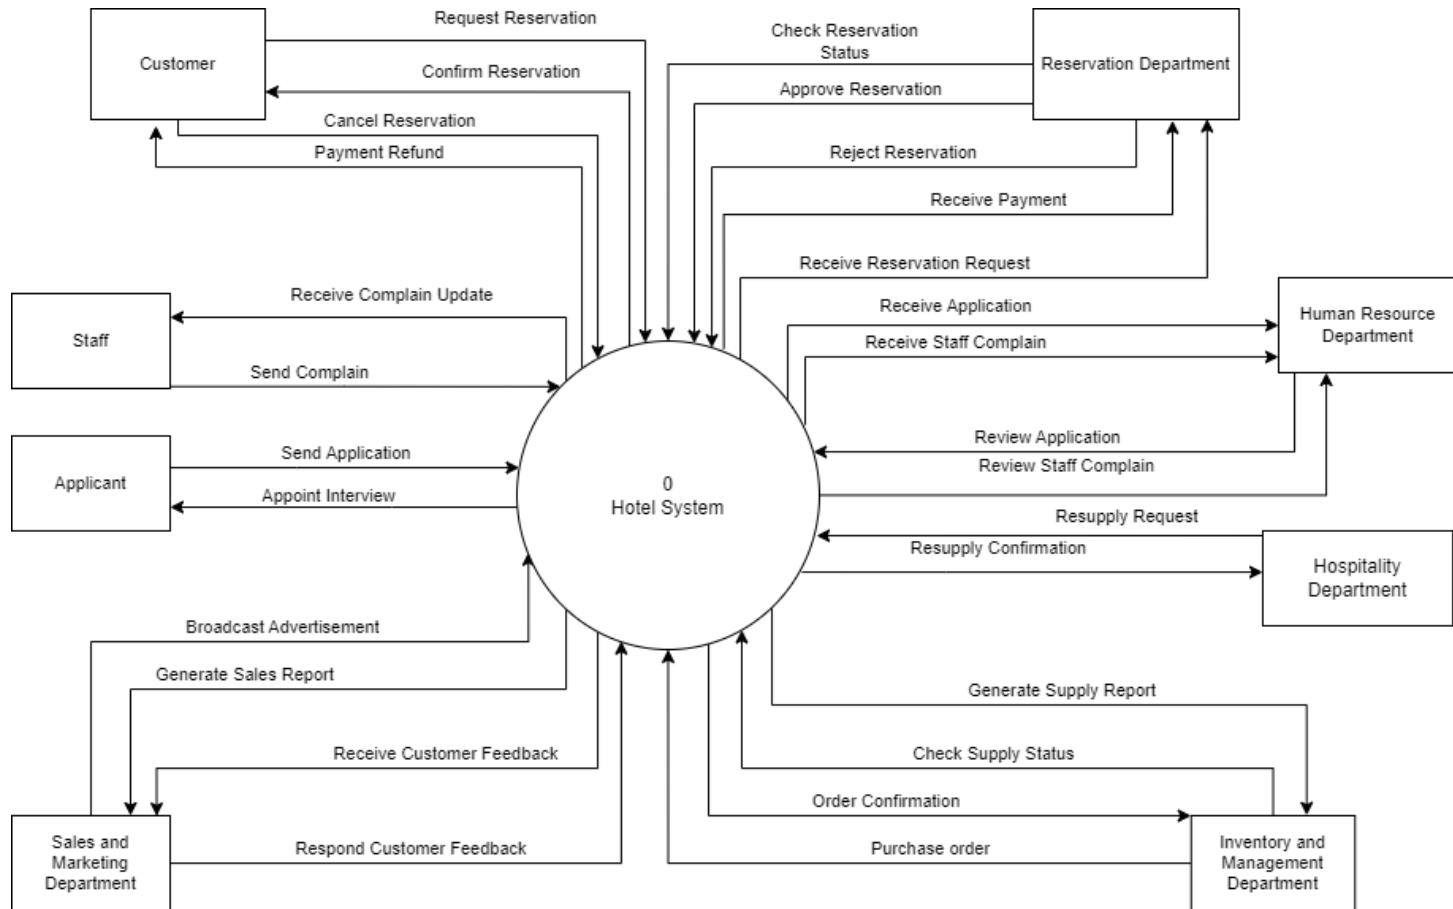 Request Reservation
Check Reservation
Status
Customer
Reservation Department
Confirm Reservation
Approve Reservation
Cancel Reservation
Payment Refund
Reject Reservation
Receive Payment
Receive Reservation Request
Receive Complain Update
Receive Application
Human Resource
Department
Staff
Receive Staff Complain
Send Complain
Review Application
Send Application
Review Staff Complain
Applicant
0
Hotel System
Appoint Interview
Resupply Request
Resupply Confirmation
Hospitality
Department
Broadcast Advertisement
Generate Sales Report
Generate Supply Report
Receive Customer Feedback
Check Supply Status
Order Confirmation
Sales and
Marketing
Department
Respond Customer Feedback
Purchase order
Inventory and
Management
Department